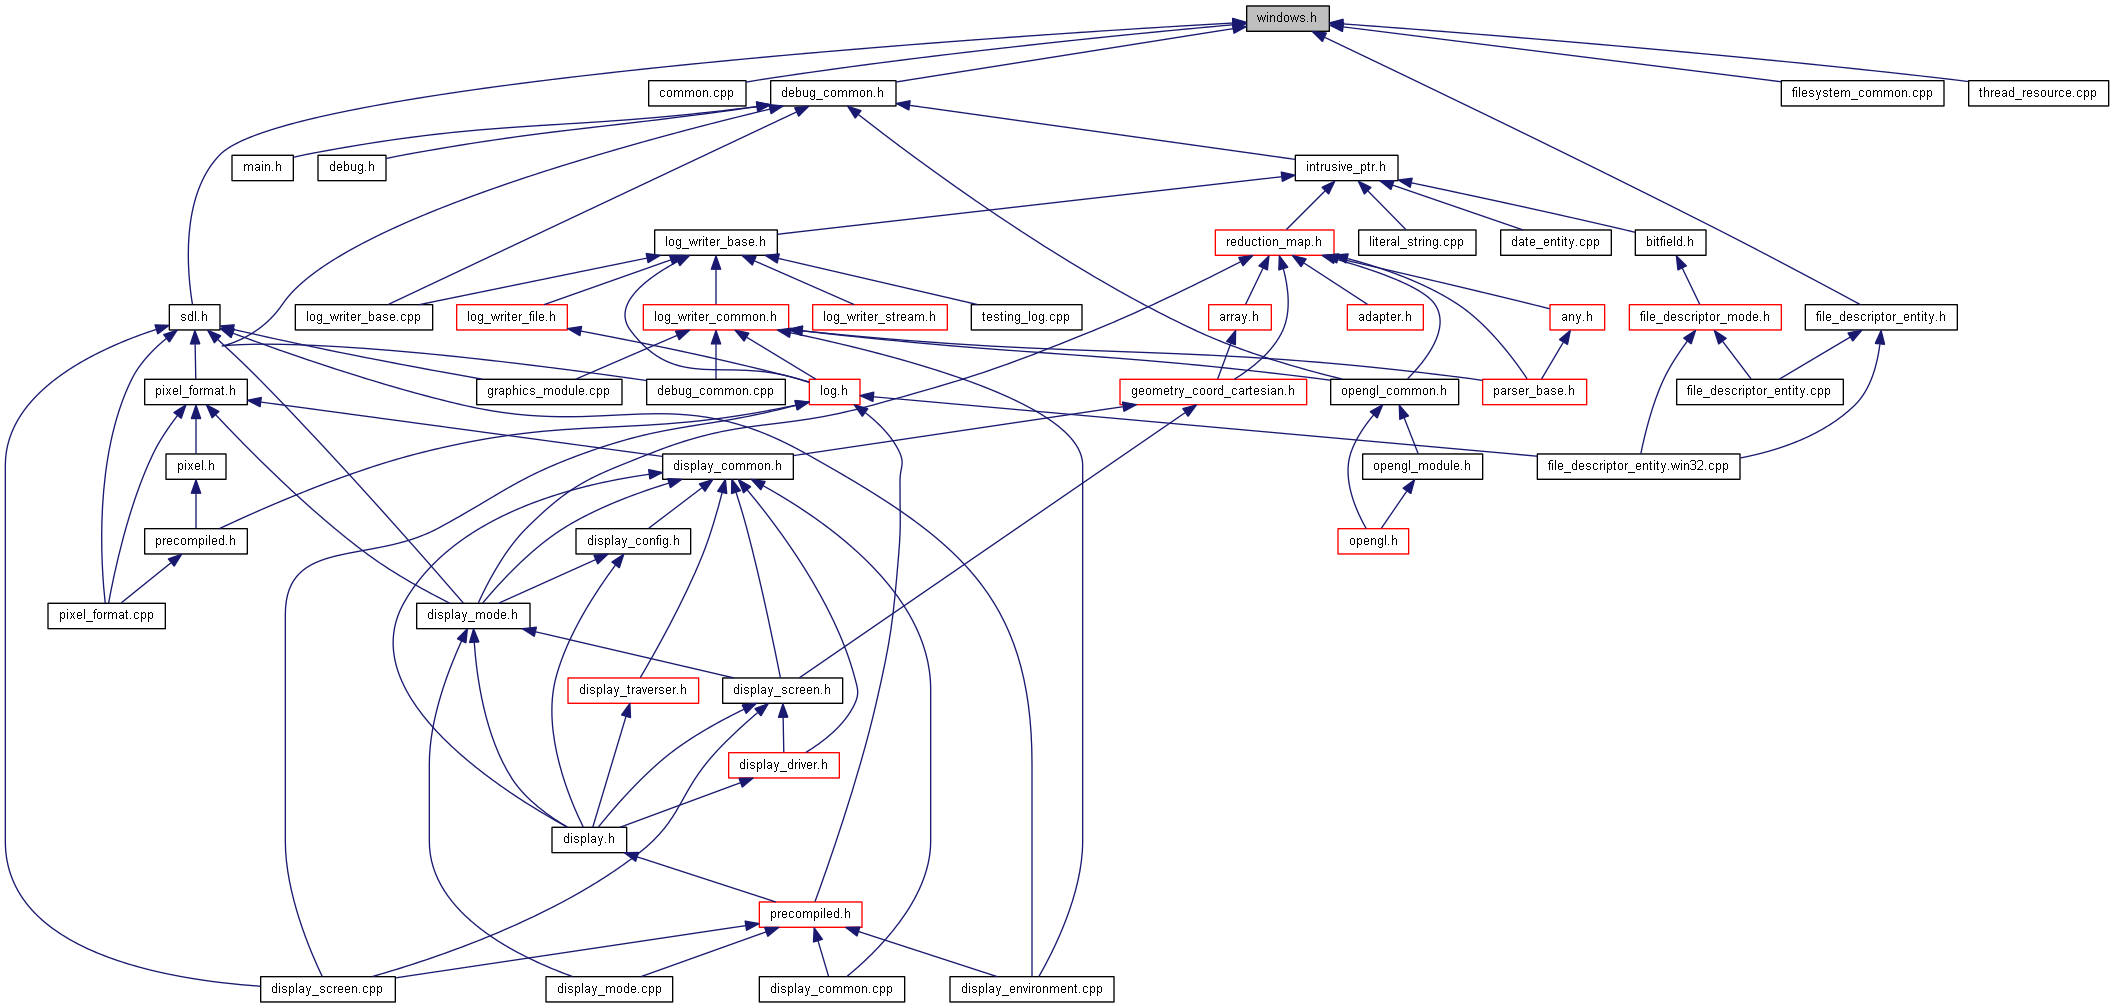 windows.h
common.cpp
debug_common.h
filesystem_common.cpp
thread_resource.cpp
main.h
debug.h
intrusive_ptr.h
log_writer_base.h
reduction_map.h
literal_string.cpp
date_entity.cpp
bitfield.h
sdl.h
log_writer_base.cpp
log_writer_file.h
log_writer_common.h
log_writer_stream.h
testing_log.cpp
array.h
adapter.h
any.h
file_descriptor_mode.h
file_descriptor_entity.h
pixel_format.h
graphics_module.cpp
debug_common.cpp
log.h
geometry_coord_cartesian.h
opengl_common.h
parser_base.h
file_descriptor_entity.cpp
pixel.h
display_common.h
opengl_module.h
file_descriptor_entity.win32.cpp
precompiled.h
display_config.h
opengl.h
pixel_format.cpp
display_mode.h
display_traverser.h
display_screen.h
display_driver.h
display.h
precompiled.h
display_screen.cpp
display_mode.cpp
display_common.cpp
display_environment.cpp